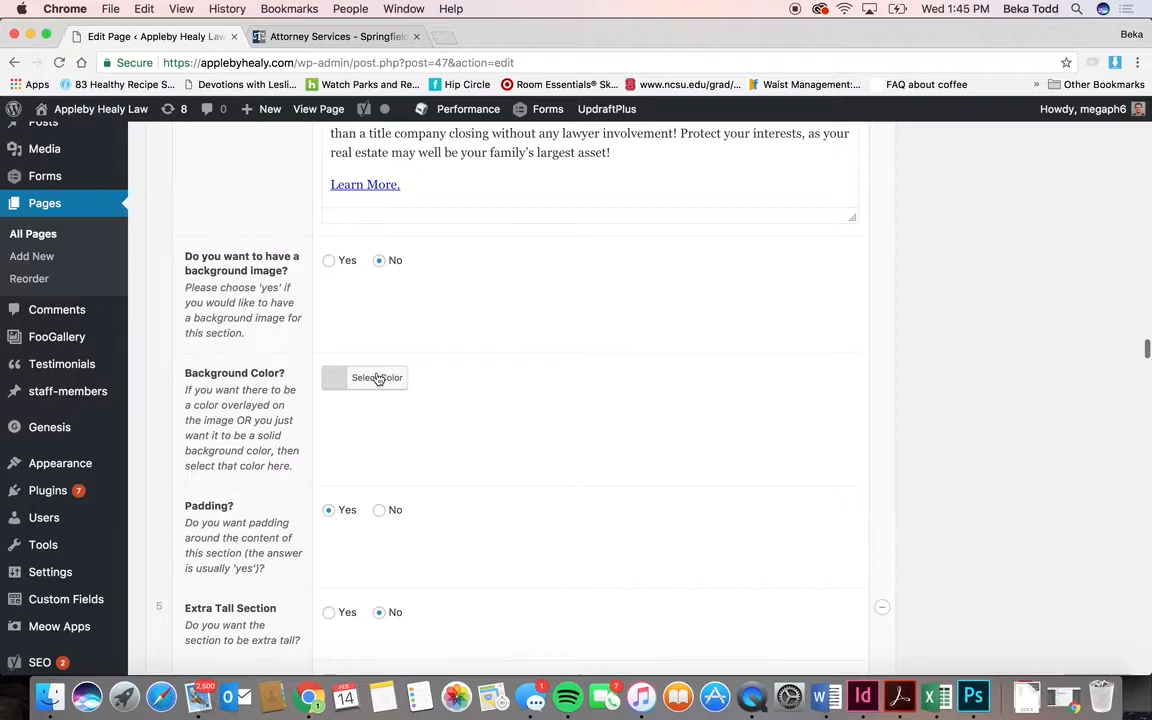 Chrome File Edit View History Bookmarks People Window Help Wed 1:45 PM Beka Todd
Edit Page ‹ Appleby Healy Law × Attorney Services - Springfield × Beka
Secure https://applebyhealy.com/wp-admin/post.php?post=47&action=edit
Apps 83 Healthy Recipe S... Devotions with Lesli... Watch Parks and Re... Hip Circle Room Essentials® Sk... www.ncsu.edu/grad/... Waist Management:... FAQ about coffee » Other Bookmarks
Appleby Healy Law 8 0 + New View Page Performance Forms UpdraftPlus Howdy, megaph6
Posts
Media
Forms
Pages
All Pages
Add New
Reorder
Comments
FooGallery
Testimonials
staff-members
Genesis
Appearance
Plugins 7
Users
Tools
Settings
Custom Fields
Meow Apps
SEO 2
than a title company closing without any lawyer involvement! Protect your interests, as your
real estate may well be your family's largest asset!
Learn More.
Do you want to have a
background image?
Please choose 'yes' if
you would like to have
a background image for
this section.
Yes No
Background Color?
If you want there to be
a color overlayed on
the image OR you just
want it to be a solid
background color, then
select that color here.
Select Color
Padding?
Do you want padding
around the content of
this section (the answer
is usually 'yes')?
Yes No
5
Extra Tall Section
Do you want the
section to be extra tall?
Yes No
2,500 FEB 14 1 1 7